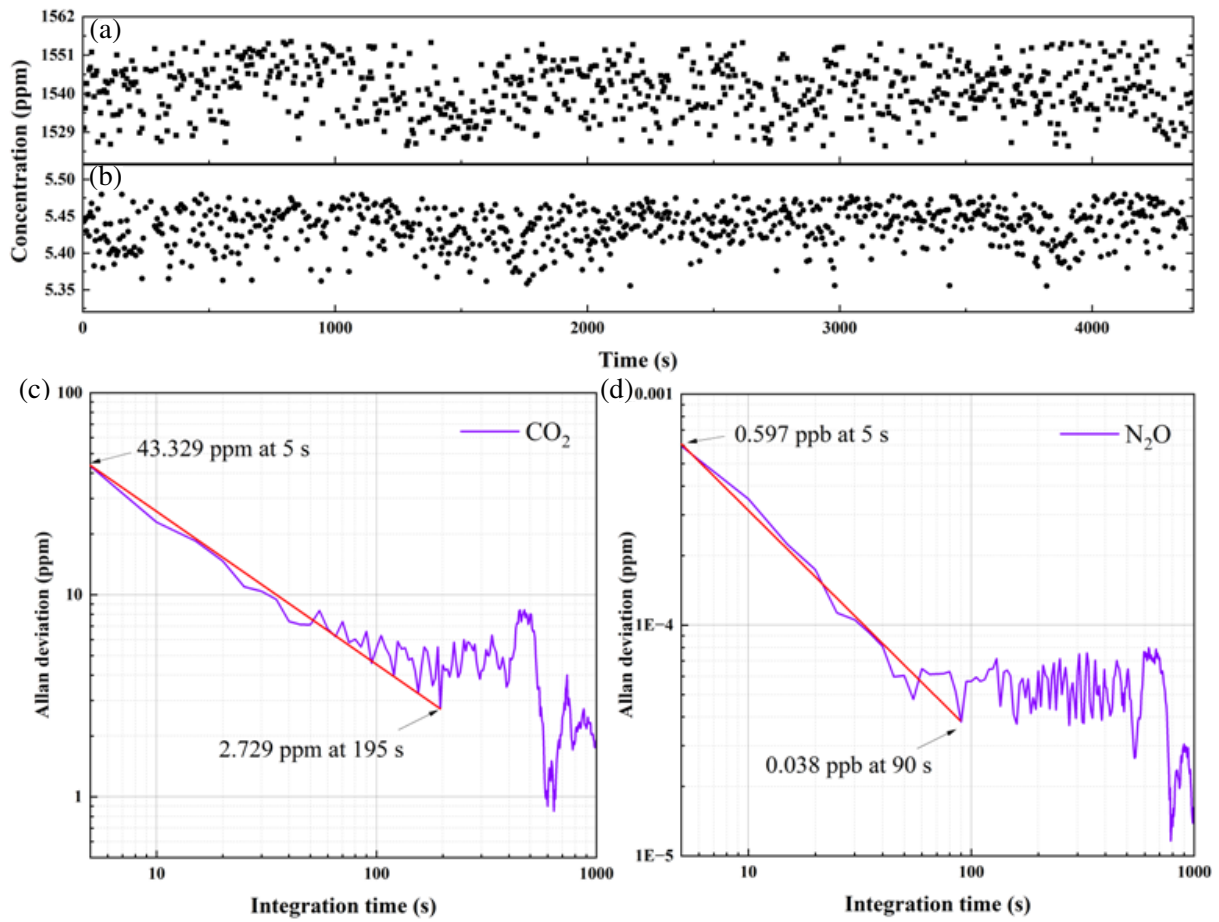 (a)
1562
1551
1540
1529
(b)
5.50
5.45
5.40
5.35
Concentration (ppm)
0 1000 2000 3000 4000
Time (s)
(c)
100
10
1
Allan deviation (ppm)
CO₂
43.329 ppm at 5 s
2.729 ppm at 195 s
10 100 1000
Integration time (s)
(d)
0.001
1E−4
1E−5
Allan deviation (ppm)
N₂O
0.597 ppb at 5 s
0.038 ppb at 90 s
10 100 1000
Integration time (s)